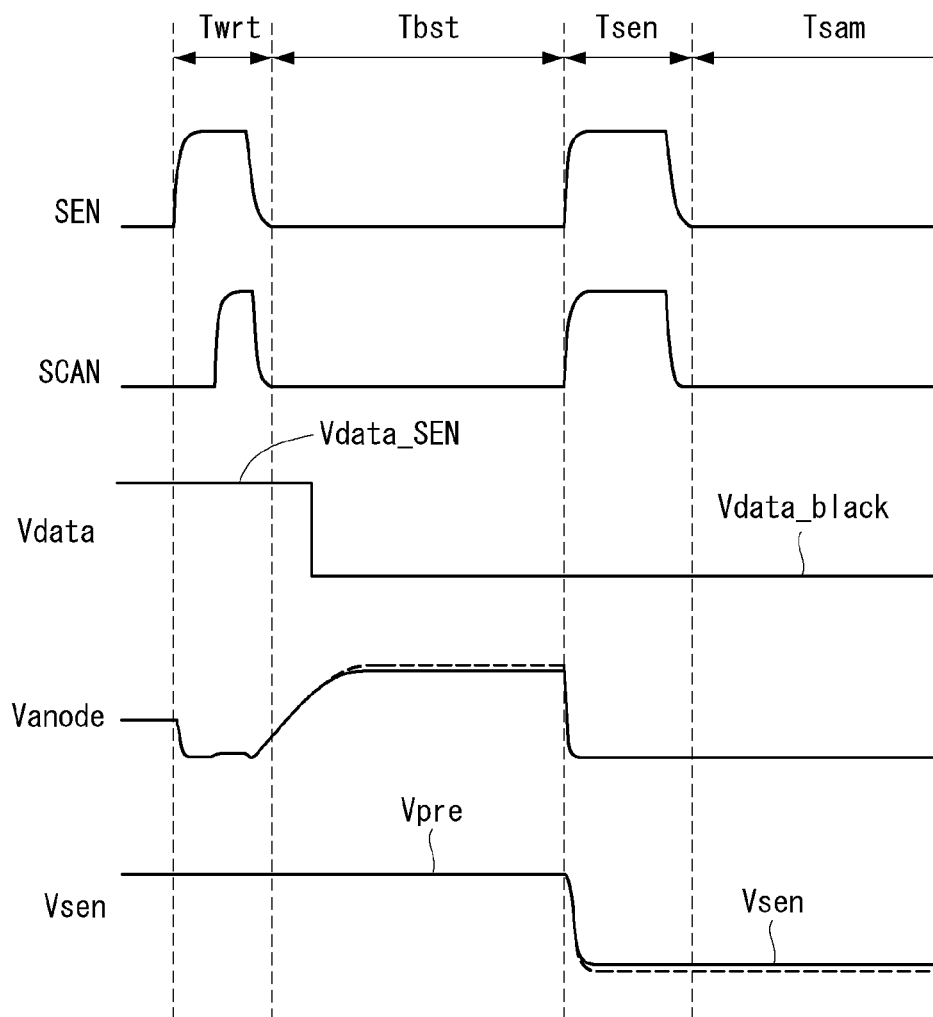 Twrt Tbst Tsen Tsam
SEN
SCAN
Vdata_SEN
Vdata
Vdata_black
Vanode
Vpre
Vsen
Vsen